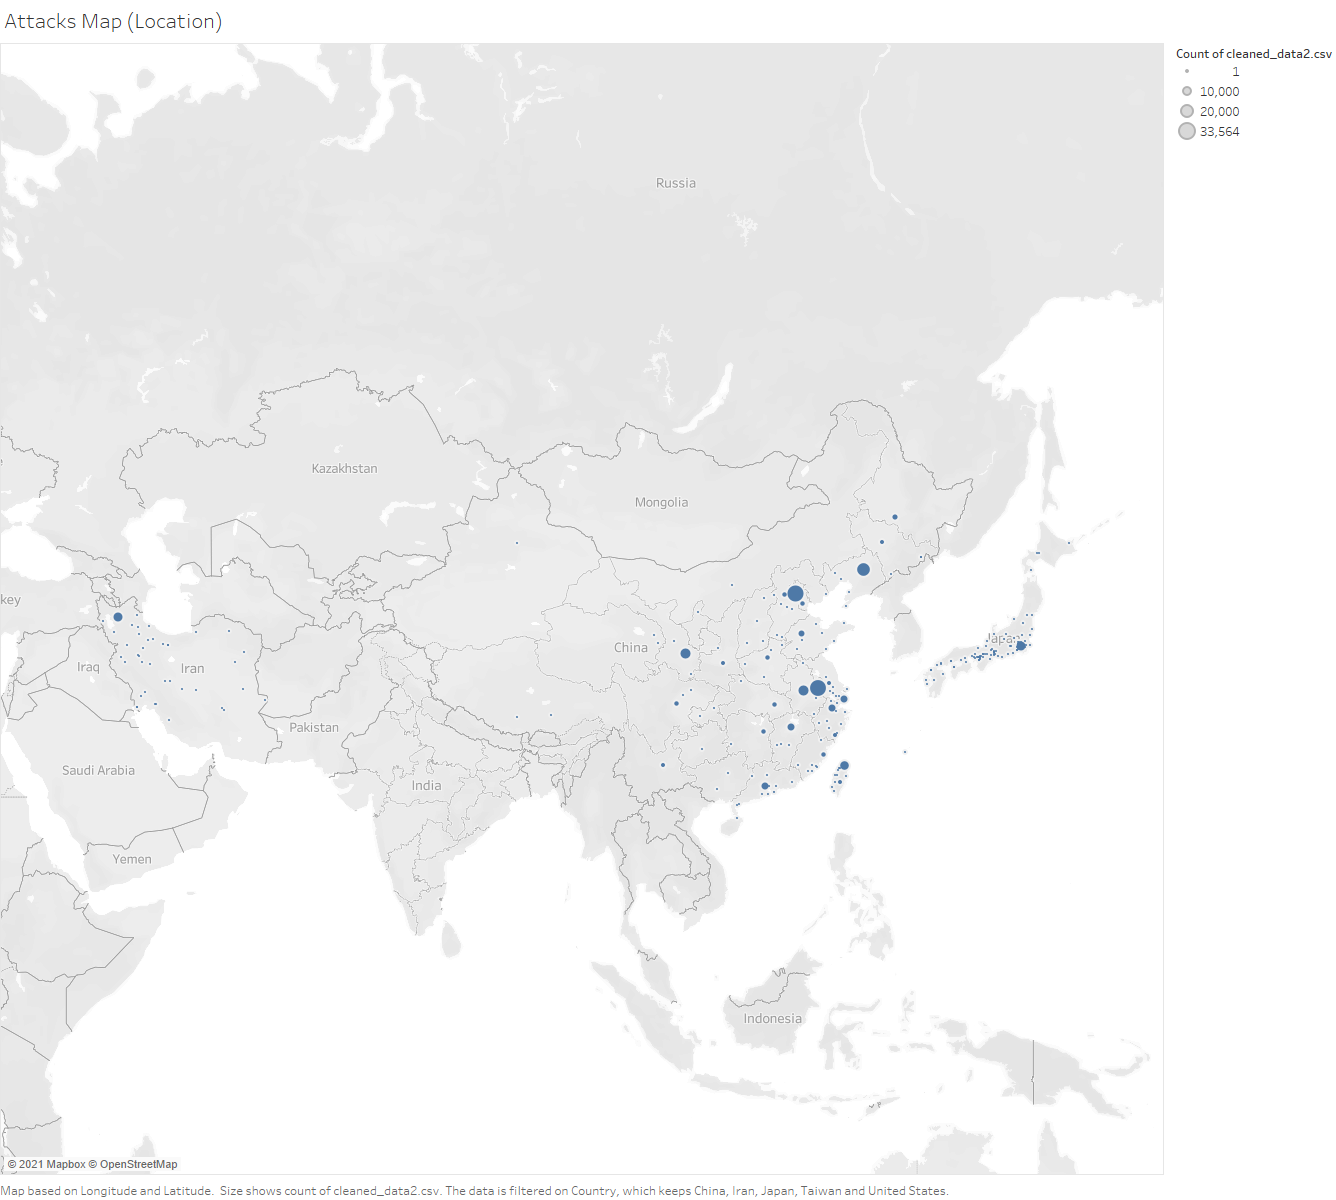 Attacks Map (Location)
Count of cleaned_data2.csv
1
10,000
20,000
33,564
Russia
Kazakhstan
Mongolia
key
Japan
China
Iraq
Iran
Pakistan
Saudi Arabia
India
Yemen
Indonesia
© 2021 Mapbox © OpenStreetMap
Map based on Longitude and Latitude. Size shows count of cleaned_data2.csv. The data is filtered on Country, which keeps China, Iran, Japan, Taiwan and United States.